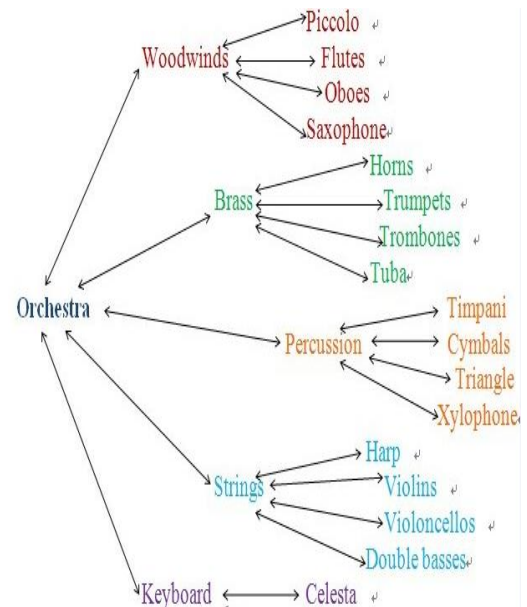 Piccolo
Woodwinds
Flutes
Oboes
Saxophone
Horns
Brass
Trumpets
Trombones
Tuba
Orchestra
Timpani
Percussion
Cymbals
Triangle
Xylophone
Harp
Strings
Violins
Violoncellos
Double basses
Keyboard
Celesta